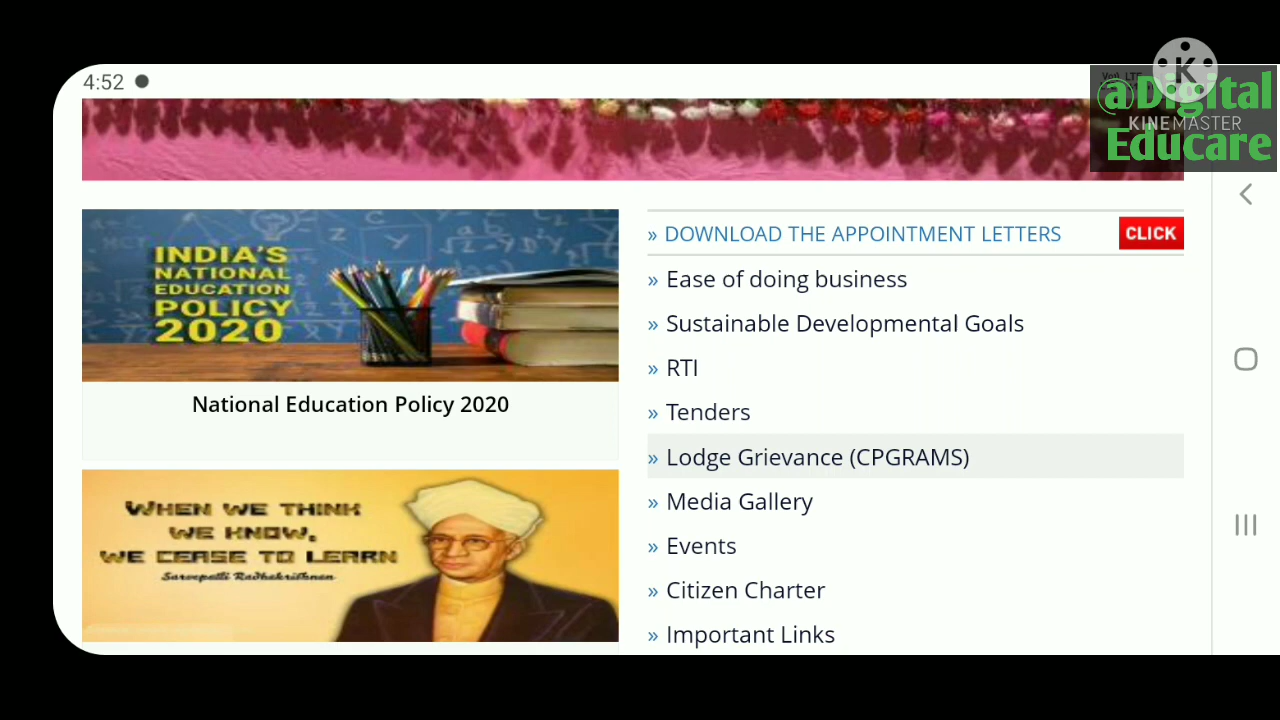 4:52
@Digital
KINEMASTER
Educare
INDIA'S
NATIONAL
EDUCATION
POLICY
2020
National Education Policy 2020
WHEN WE THINK
WE KNOW,
WE CEASE TO LEARN
Sarvepalli Radhakrishnan
» DOWNLOAD THE APPOINTMENT LETTERS CLICK
» Ease of doing business
» Sustainable Developmental Goals
» RTI
» Tenders
» Lodge Grievance (CPGRAMS)
» Media Gallery
» Events
» Citizen Charter
» Important Links